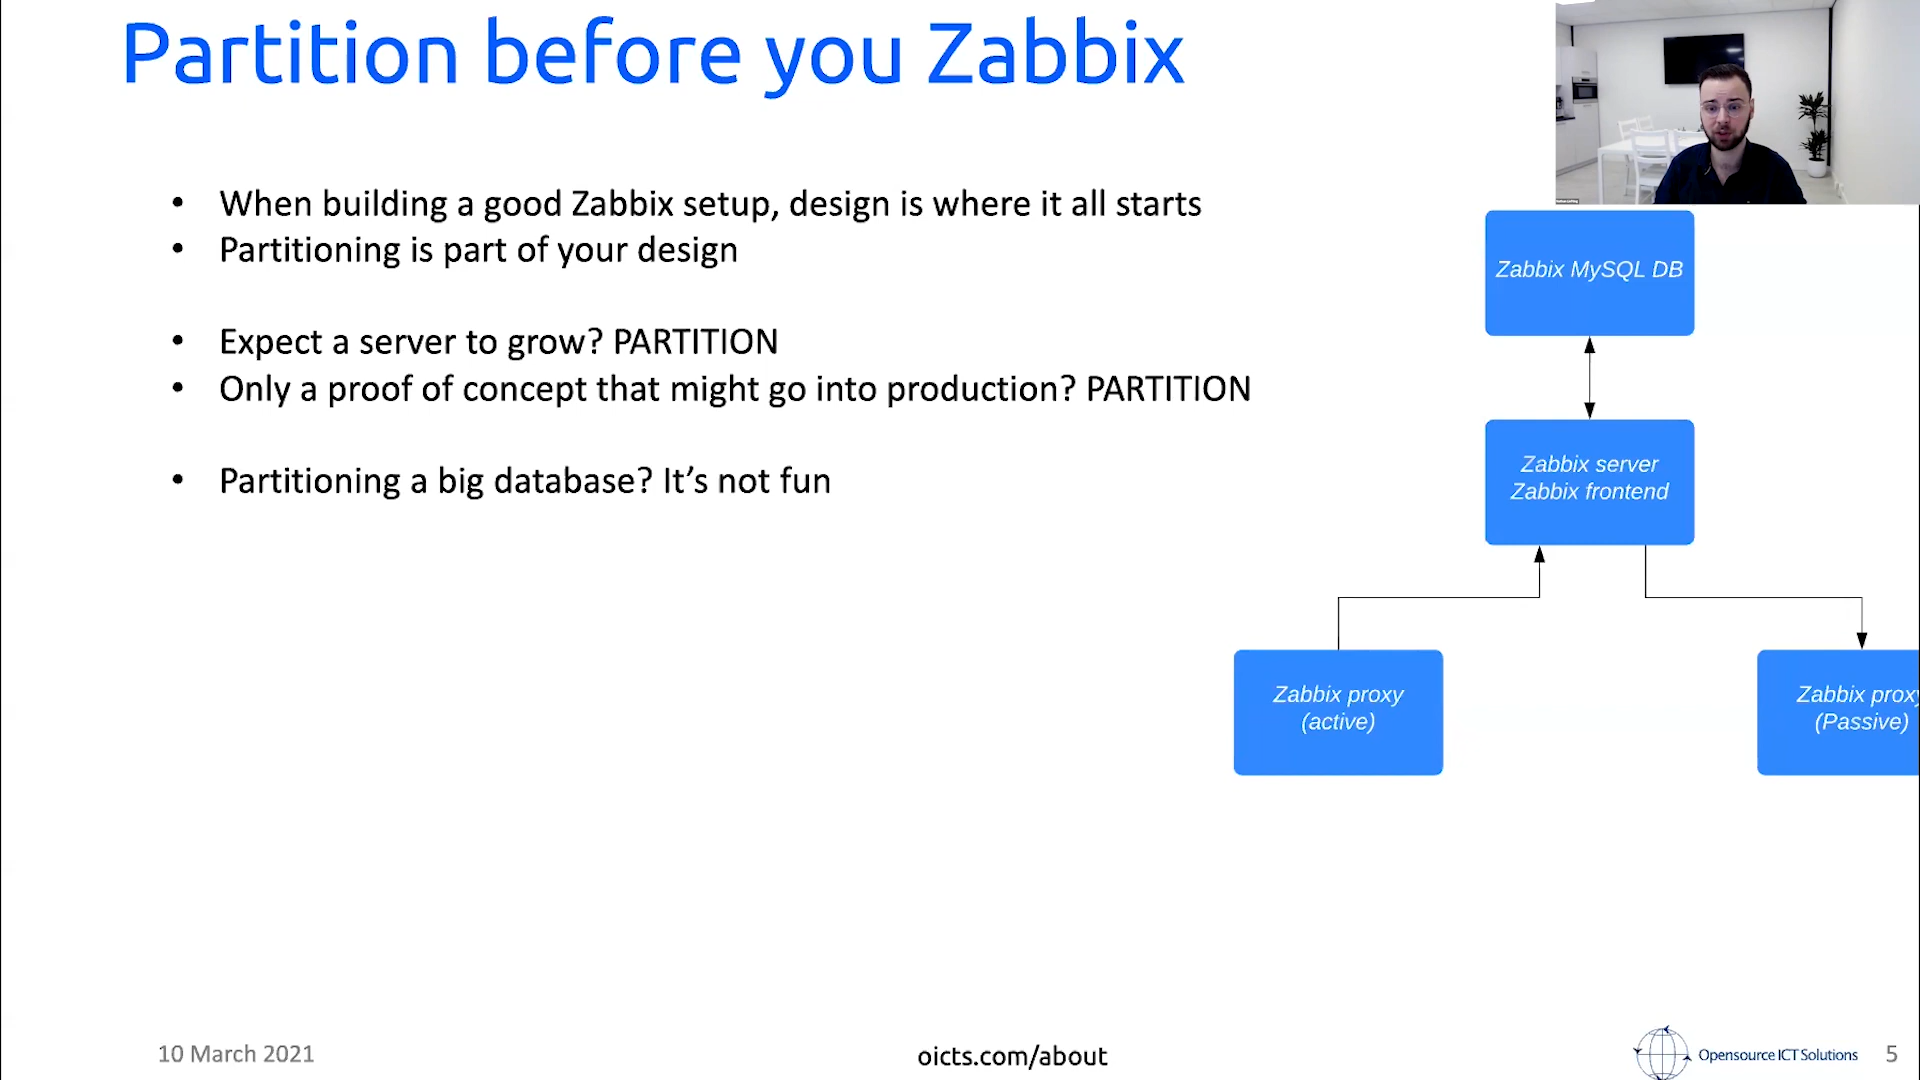 Partition before you Zabbix
• When building a good Zabbix setup, design is where it all starts
• Partitioning is part of your design
• Expect a server to grow? PARTITION
• Only a proof of concept that might go into production? PARTITION
• Partitioning a big database? It’s not fun
Zabbix MySQL DB
Zabbix server
Zabbix frontend
Zabbix proxy
(active)
Zabbix proxy
(Passive)
10 March 2021
oicts.com/about
Opensource ICT Solutions
5